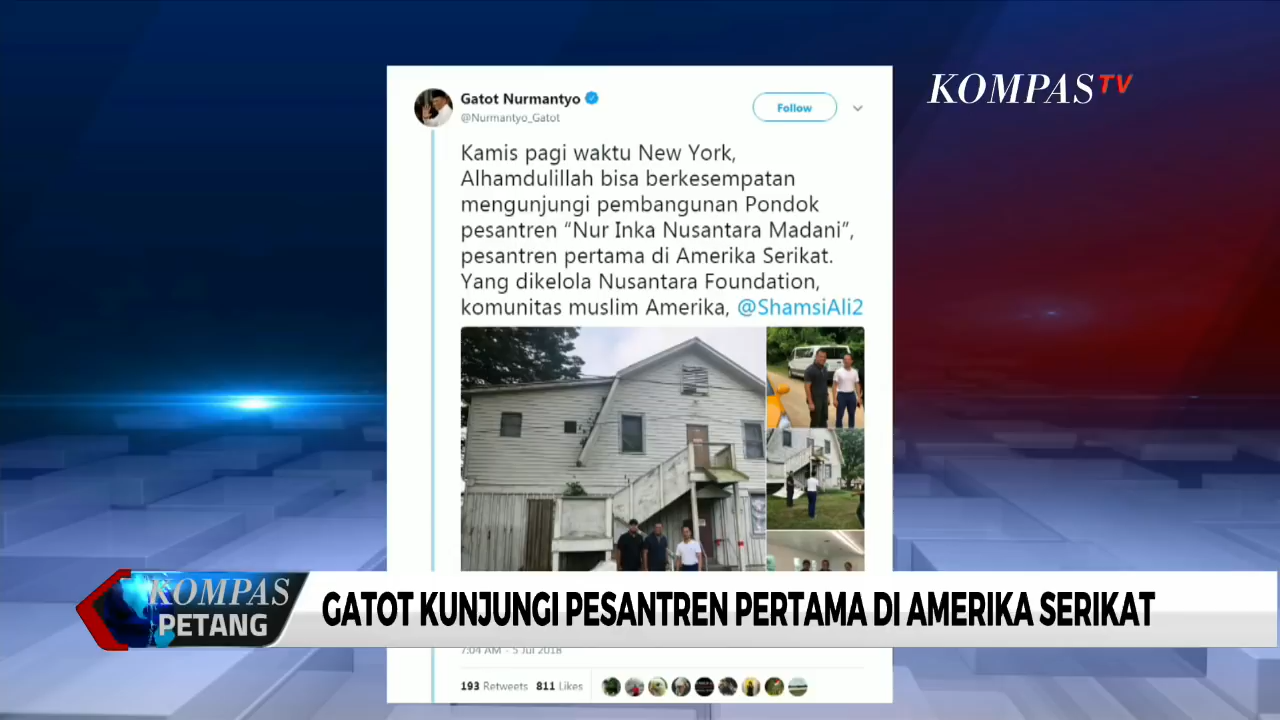 KOMPAS TV
Gatot Nurmantyo
@Nurmantyo_Gatot
Follow
Kamis pagi waktu New York,
Alhamdulillah bisa berkesempatan
mengunjungi pembangunan Pondok
pesantren “Nur Inka Nusantara Madani”,
pesantren pertama di Amerika Serikat.
Yang dikelola Nusantara Foundation,
komunitas muslim Amerika, @ShamsiAli2
KOMPAS
PETANG
GATOT KUNJUNGI PESANTREN PERTAMA DI AMERIKA SERIKAT
7:04 AM - 5 Jul 2018
193 Retweets 811 Likes